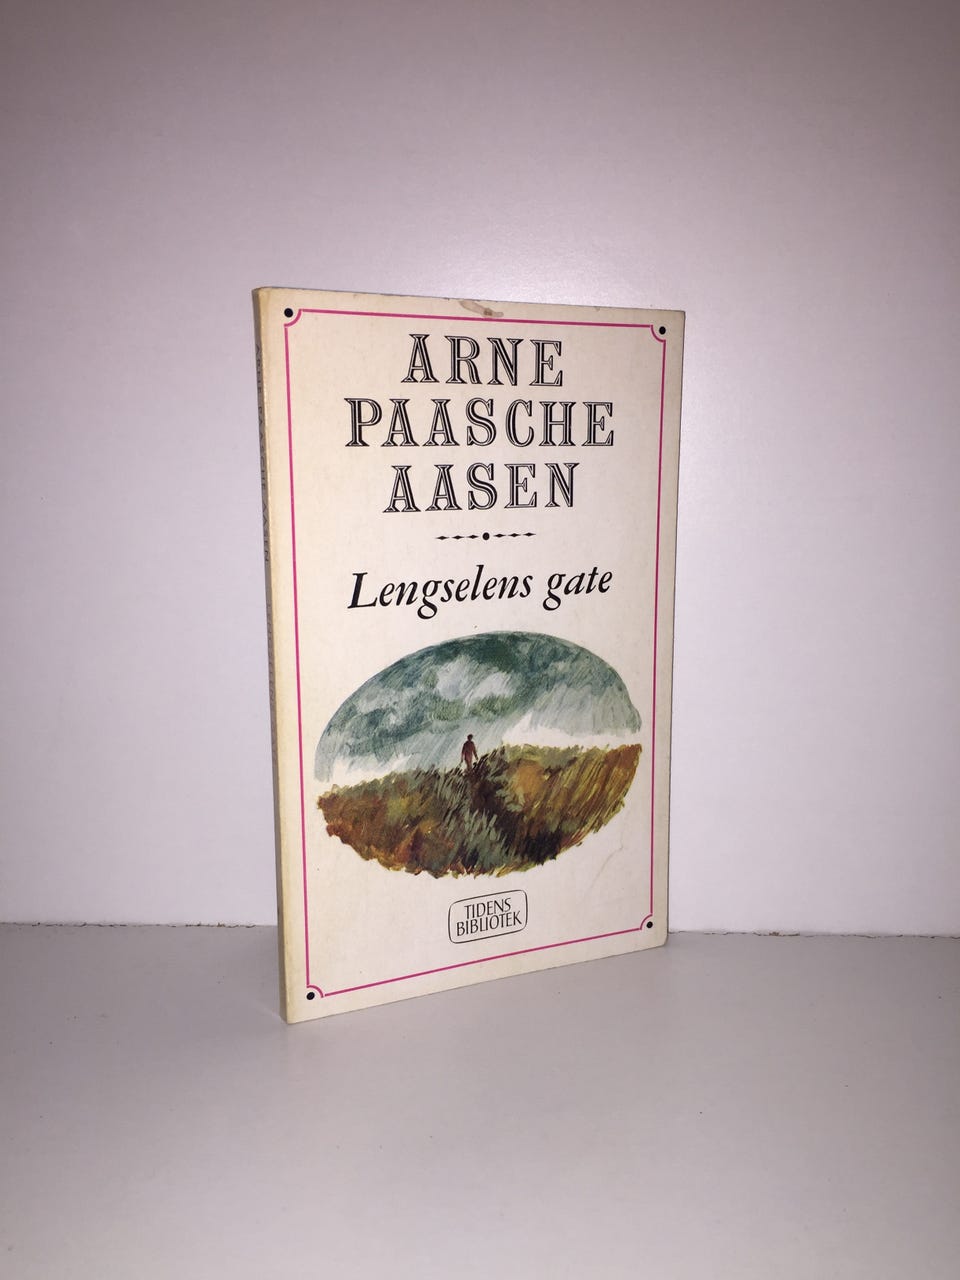 ARNE
PAASCHE
AASEN
Lengselens gate
TIDENS
BIBLIOTEK